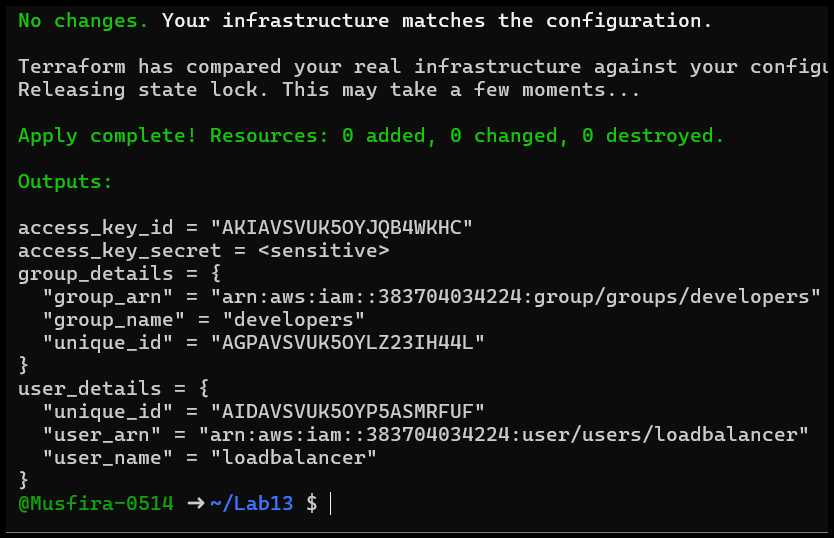 No changes. Your infrastructure matches the configuration.
Terraform has compared your real infrastructure against your configu
Releasing state lock. This may take a few moments...
Apply complete! Resources: 0 added, 0 changed, 0 destroyed.
Outputs:
access_key_id = "AKIAVSVUK5OYJQB4WKHC"
access_key_secret = <sensitive>
group_details = {
  "group_arn" = "arn:aws:iam::383704034224:group/groups/developers"
  "group_name" = "developers"
  "unique_id" = "AGPAVSVUK5OYLZ23IH44L"
}
user_details = {
  "unique_id" = "AIDAVSVUK5OYP5ASMRFUF"
  "user_arn" = "arn:aws:iam::383704034224:user/users/loadbalancer"
  "user_name" = "loadbalancer"
}
@Musfira-0514 ➜ ~/Lab13 $